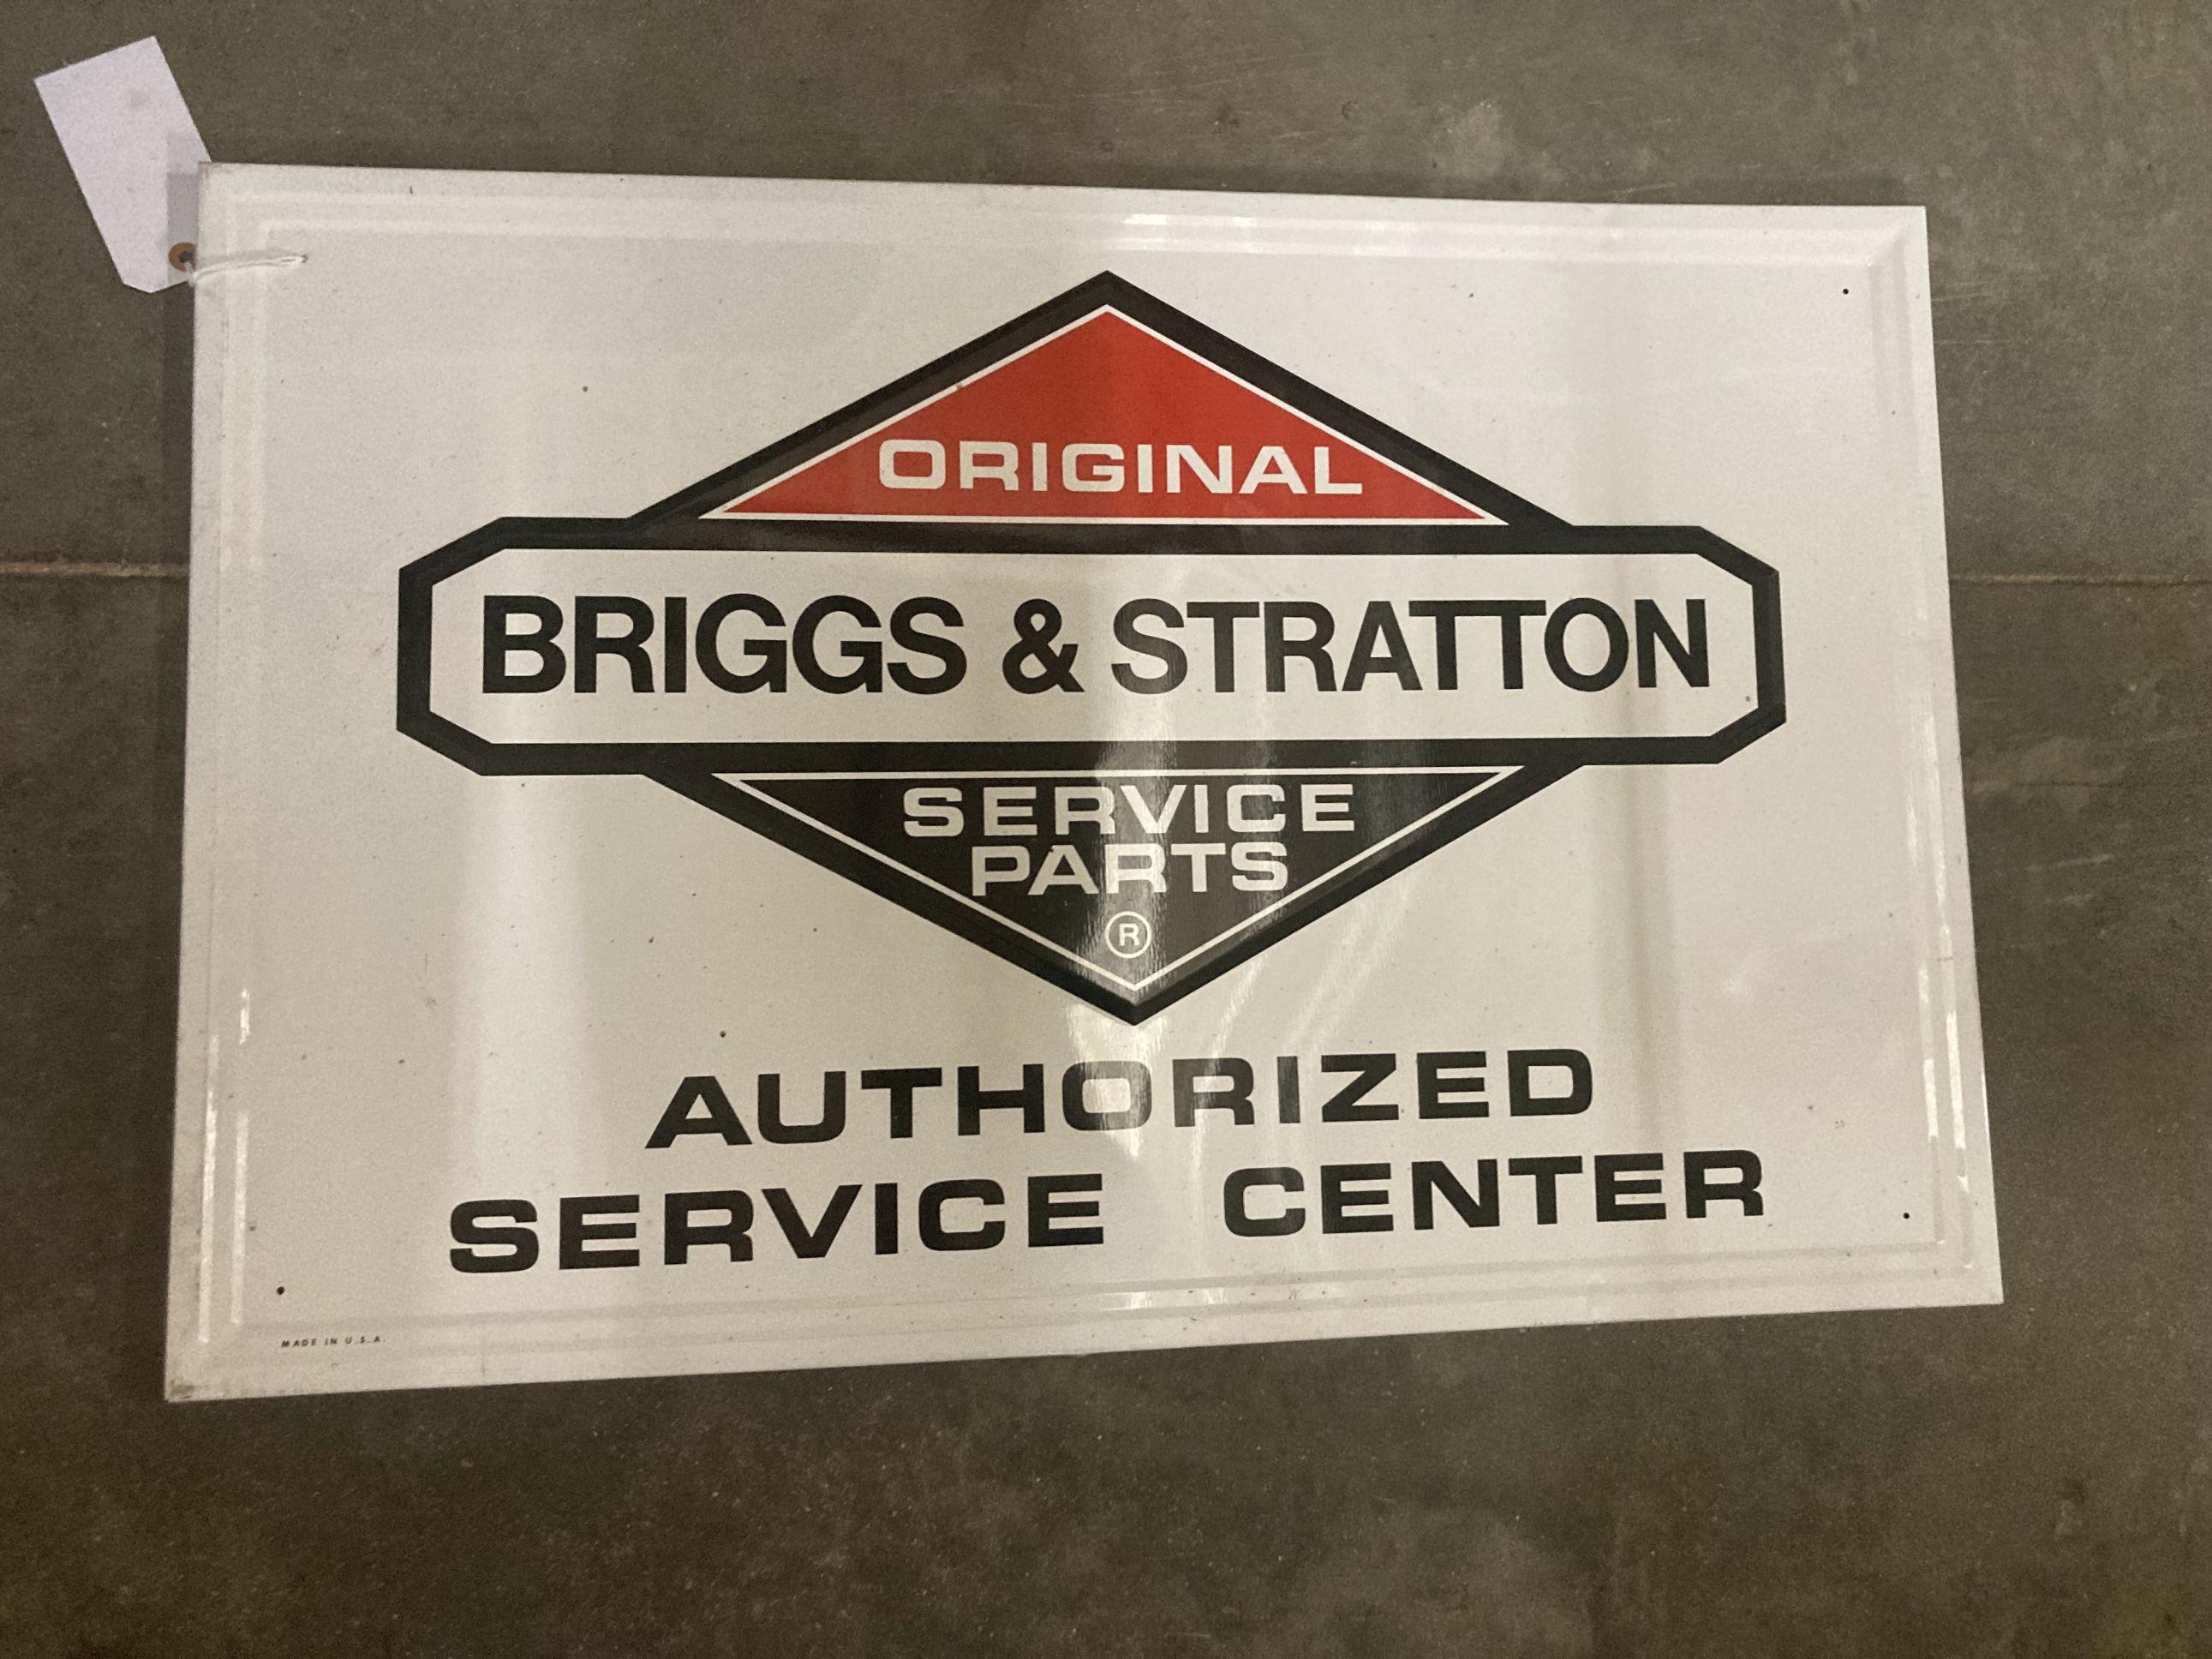 ORIGINAL
BRIGGS & STRATTON
SERVICE
PARTS
®
AUTHORIZED
SERVICE CENTER
MADE IN U.S.A.